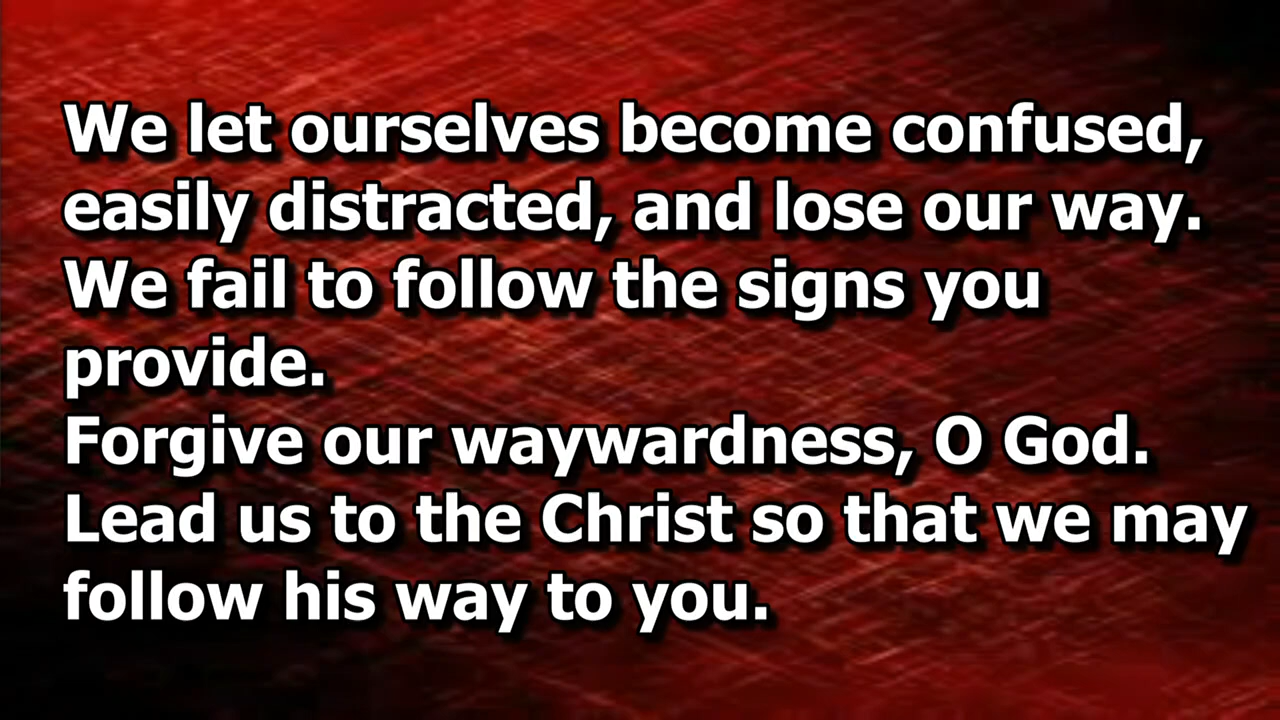 We let ourselves become confused,
easily distracted, and lose our way.
We fail to follow the signs you
provide.
Forgive our waywardness, O God.
Lead us to the Christ so that we may
follow his way to you.